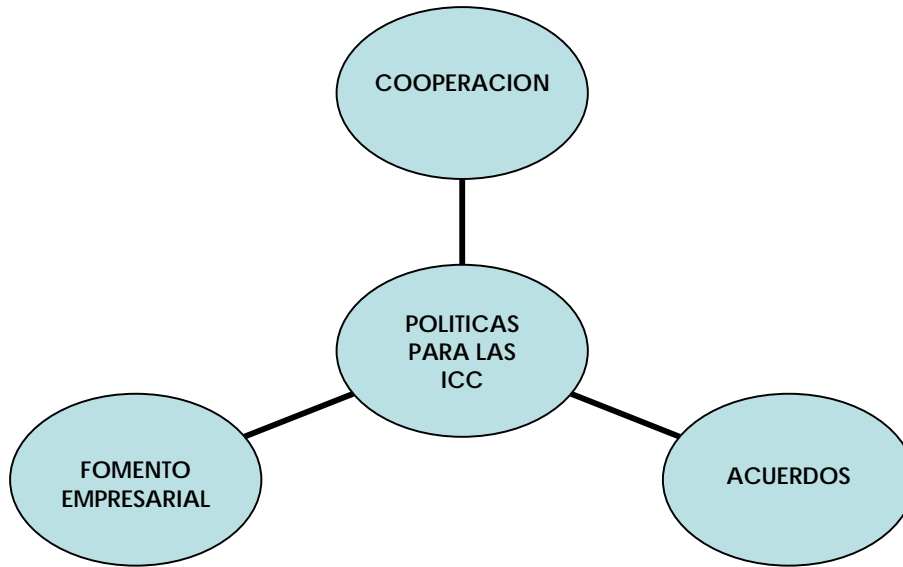 COOPERACION
POLITICAS
PARA LAS
ICC
FOMENTO
EMPRESARIAL
ACUERDOS